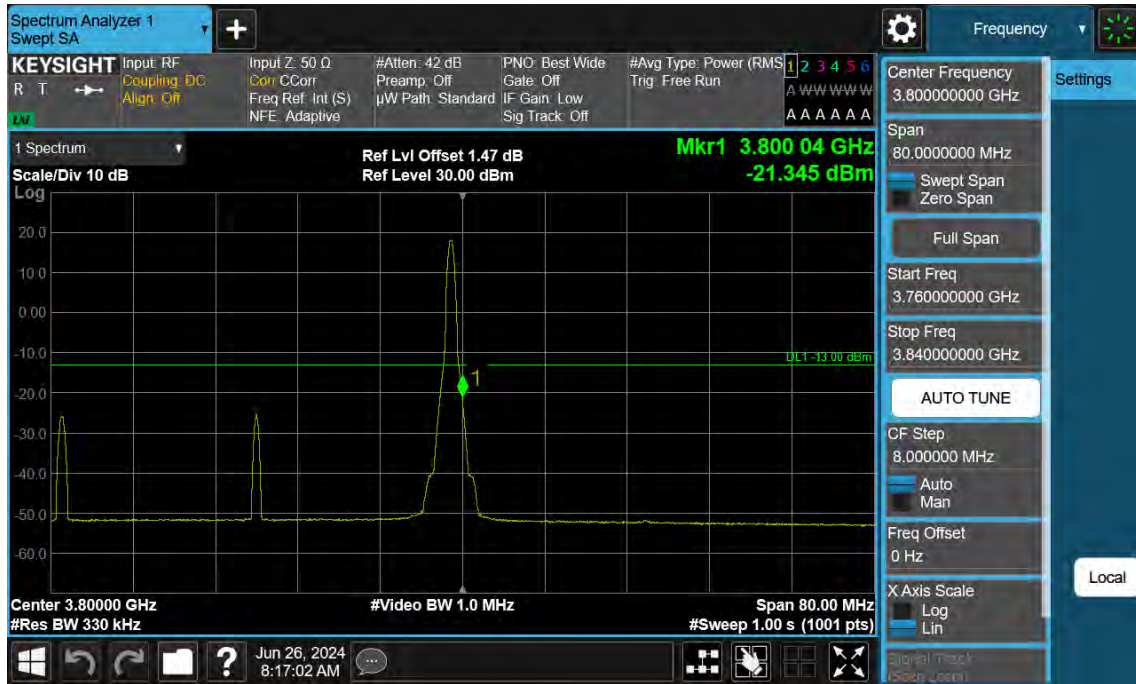 Spectrum Analyzer 1
Swept SA
Frequency
KEYSIGHT
R T
Input: RF
Coupling: DC
Align: Off
Input Z: 50 Ω
Corr CCorr
Freq Ref: Int (S)
NFE: Adaptive
#Atten: 42 dB
Preamp: Off
µW Path: Standard
PNO: Best Wide
Gate: Off
IF Gain: Low
Sig Track: Off
#Avg Type: Power (RMS
Trig: Free Run
1 2 3 4 5 6
A W W W W W
A A A A A A
1 Spectrum
Scale/Div 10 dB
Log
Ref Lvl Offset 1.47 dB
Ref Level 30.00 dBm
Mkr1 3.800 04 GHz
-21.345 dBm
20.0
10.0
0.00
-10.0
-20.0
-30.0
-40.0
-50.0
-60.0
DL1 -13.00 dBm
1
Center 3.80000 GHz
#Res BW 330 kHz
#Video BW 1.0 MHz
Span 80.00 MHz
#Sweep 1.00 s (1001 pts)
Jun 26, 2024
8:17:02 AM
Center Frequency
3.800000000 GHz
Settings
Span
80.0000000 MHz
Swept Span
Zero Span
Full Span
Start Freq
3.760000000 GHz
Stop Freq
3.840000000 GHz
AUTO TUNE
CF Step
8.000000 MHz
Auto
Man
Freq Offset
0 Hz
Local
X Axis Scale
Log
Lin
Signal Track
(Span Zoom)